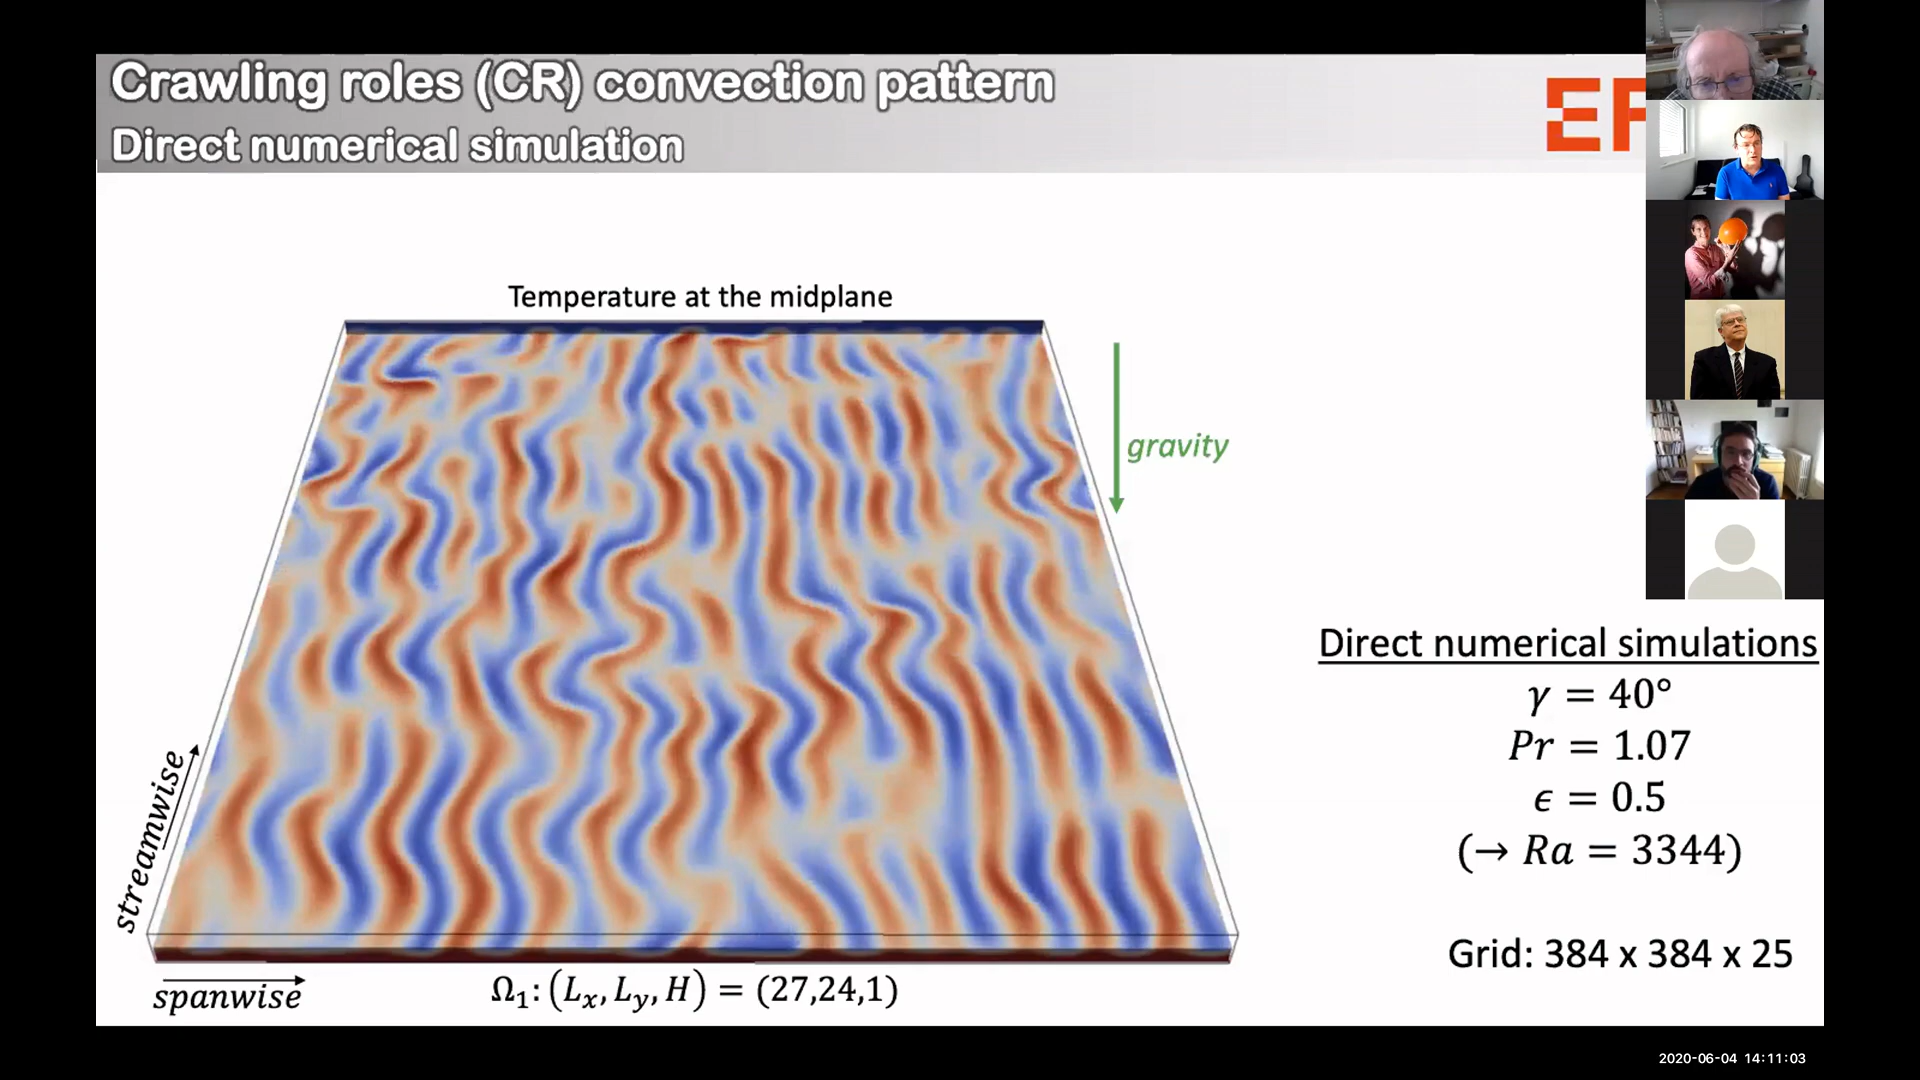 Crawling roles (CR) convection pattern
Direct numerical simulation
Temperature at the midplane
gravity
streamwise
spanwise
Ω₁: (Lₓ, Lᵧ, H) = (27,24,1)
Direct numerical simulations
γ = 40°
Pr = 1.07
ϵ = 0.5
(→ Ra = 3344)
Grid: 384 x 384 x 25
2020-06-04 14:11:03